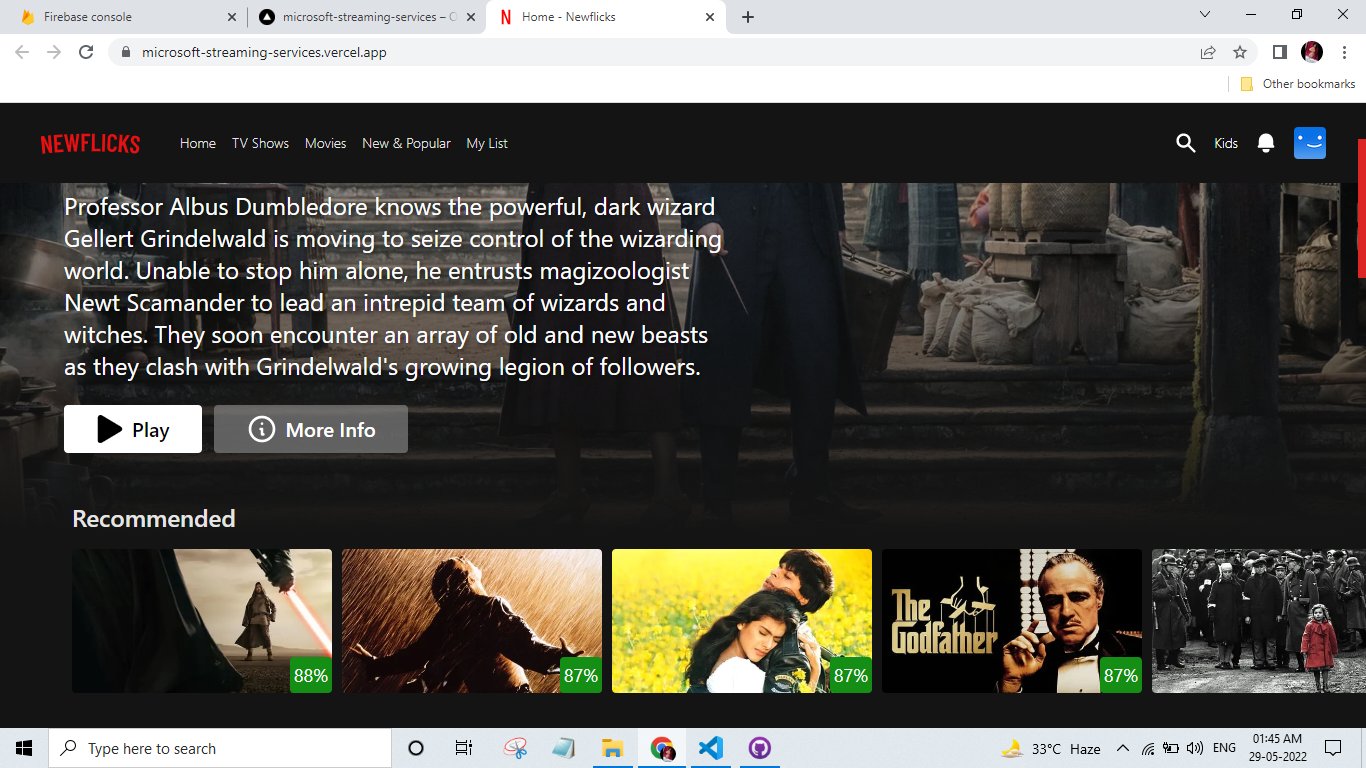 Firebase console
microsoft-streaming-services – O
Home - Newflicks
microsoft-streaming-services.vercel.app
Other bookmarks
NEWFLICKS
Home
TV Shows
Movies
New & Popular
My List
Kids
Professor Albus Dumbledore knows the powerful, dark wizard
Gellert Grindelwald is moving to seize control of the wizarding
world. Unable to stop him alone, he entrusts magizoologist
Newt Scamander to lead an intrepid team of wizards and
witches. They soon encounter an array of old and new beasts
as they clash with Grindelwald's growing legion of followers.
Play
More Info
Recommended
The
Godfather
88%
87%
87%
87%
Type here to search
33°C Haze
ENG
01:45 AM
29-05-2022